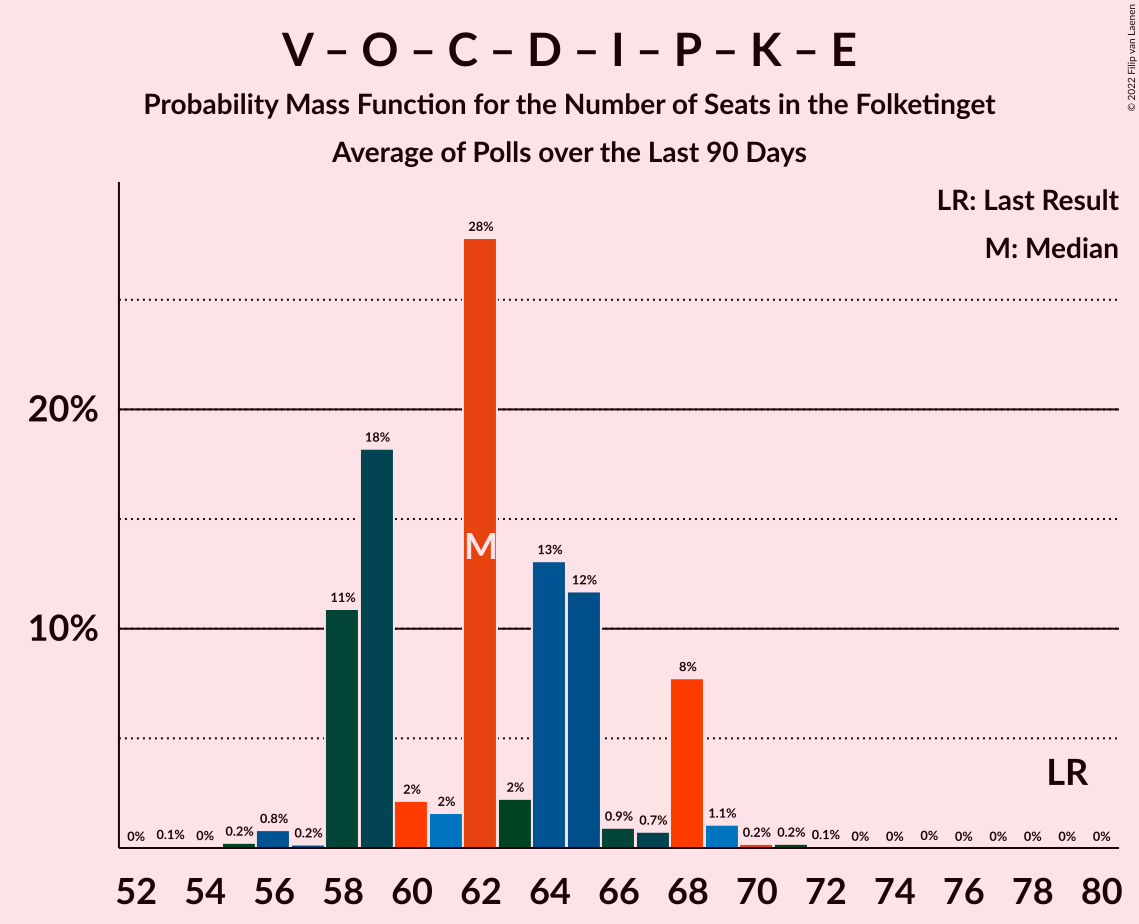 V – O – C – D – I – P – K – E
Probability Mass Function for the Number of Seats in the Folketinget
Average of Polls over the Last 90 Days
© 2022 Filip van Laenen
LR: Last Result
M: Median
20%
10%
0% 0.1% 0% 0.2% 0.8% 0.2% 11% 18% 2% 2% 28% 2% 13% 12% 0.9% 0.7% 8% 1.1% 0.2% 0.2% 0.1% 0% 0% 0% 0% 0% 0% 0% 0%
M
LR
52 54 56 58 60 62 64 66 68 70 72 74 76 78 80